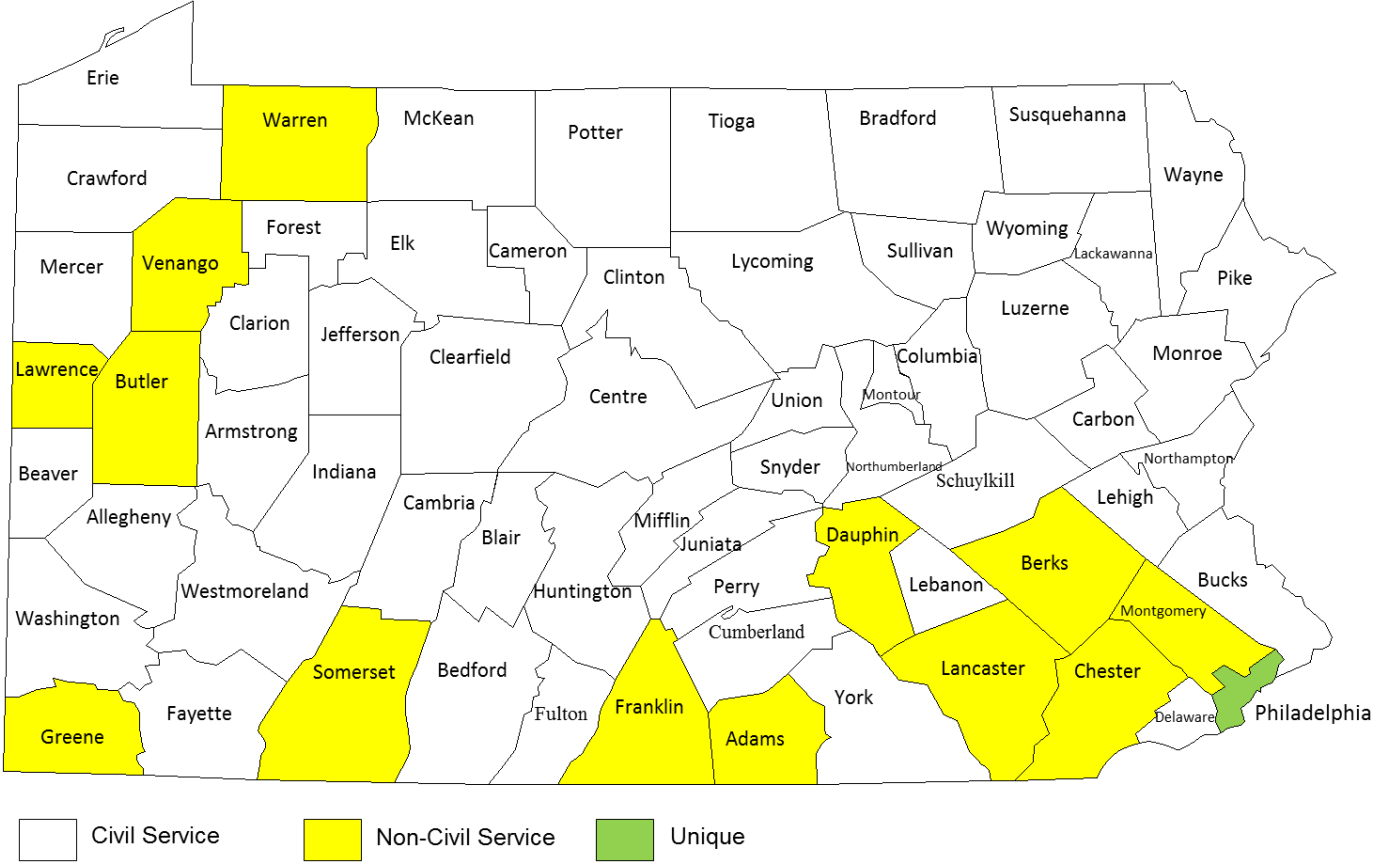 Erie
Warren
McKean
Potter
Tioga
Bradford
Susquehanna
Crawford
Wayne
Forest
Elk
Cameron
Clinton
Lycoming
Sullivan
Wyoming
Lackawanna
Mercer
Venango
Pike
Clarion
Jefferson
Clearfield
Luzerne
Columbia
Monroe
Lawrence
Butler
Centre
Union
Montour
Carbon
Armstrong
Indiana
Beaver
Snyder
Northumberland
Schuylkill
Northampton
Lehigh
Allegheny
Cambria
Blair
Mifflin
Juniata
Dauphin
Berks
Bucks
Westmoreland
Huntington
Perry
Lebanon
Washington
Cumberland
Montgomery
Somerset
Bedford
Lancaster
Chester
Greene
Fayette
Fulton
Franklin
Adams
York
Delaware
Philadelphia
Civil Service
Non-Civil Service
Unique